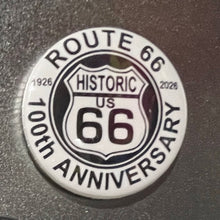 ROUTE 66
1926
2026
HISTORIC
US
66
100th ANNIVERSARY